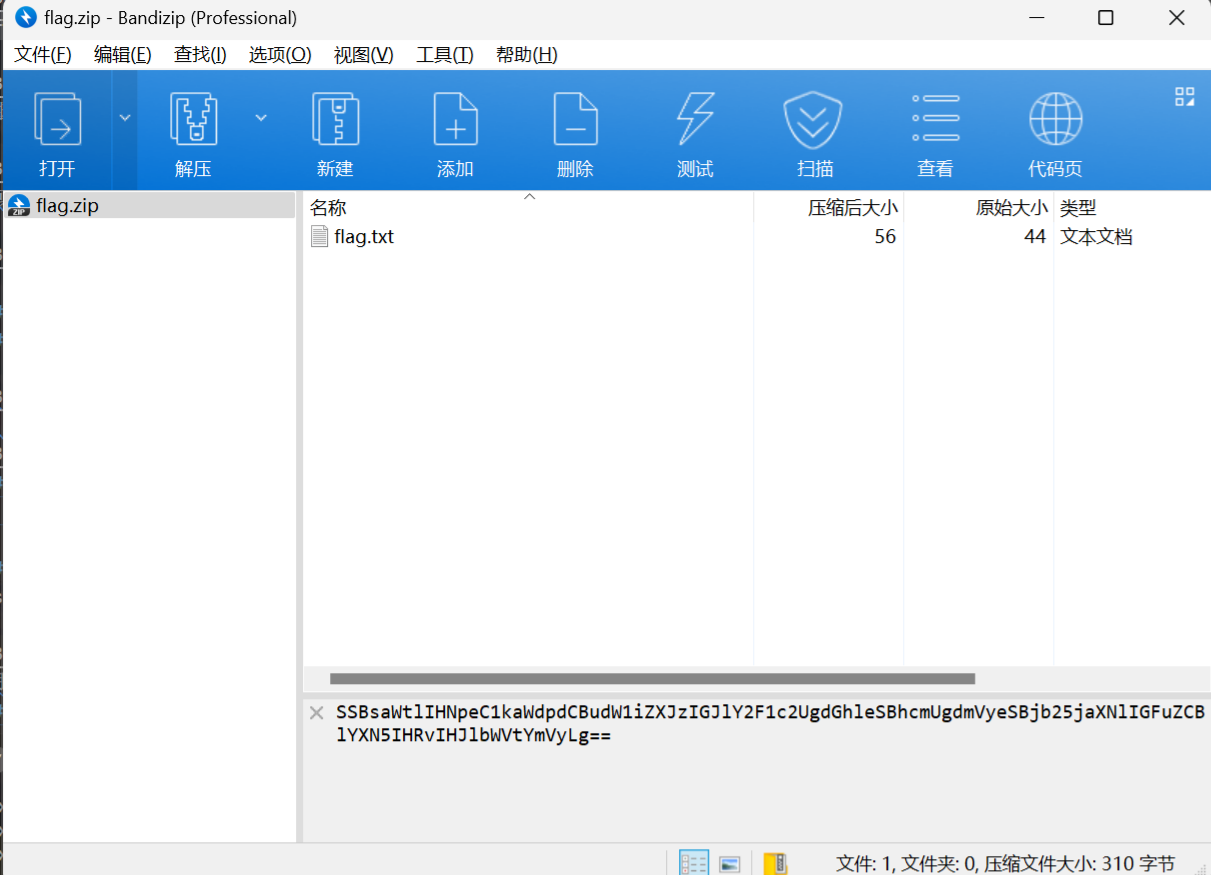 flag.zip - Bandizip (Professional)
文件(F) 编辑(E) 查找(I) 选项(O) 视图(V) 工具(T) 帮助(H)
打开 解压 新建 添加 删除 测试 扫描 查看 代码页
ZIP flag.zip
名称 压缩后大小 原始大小 类型
flag.txt 56 44 文本文档
SSBsaWtlIHNpeC1kaWdpdCBudW1iZXJzIGJlY2F1c2UgdGhleSBhcmUgdmVyeSBjb25jaXNlIGFuZCB
lYXN5IHRvIHJlbWVtYmVyLg==
文件: 1, 文件夹: 0, 压缩文件大小: 310 字节